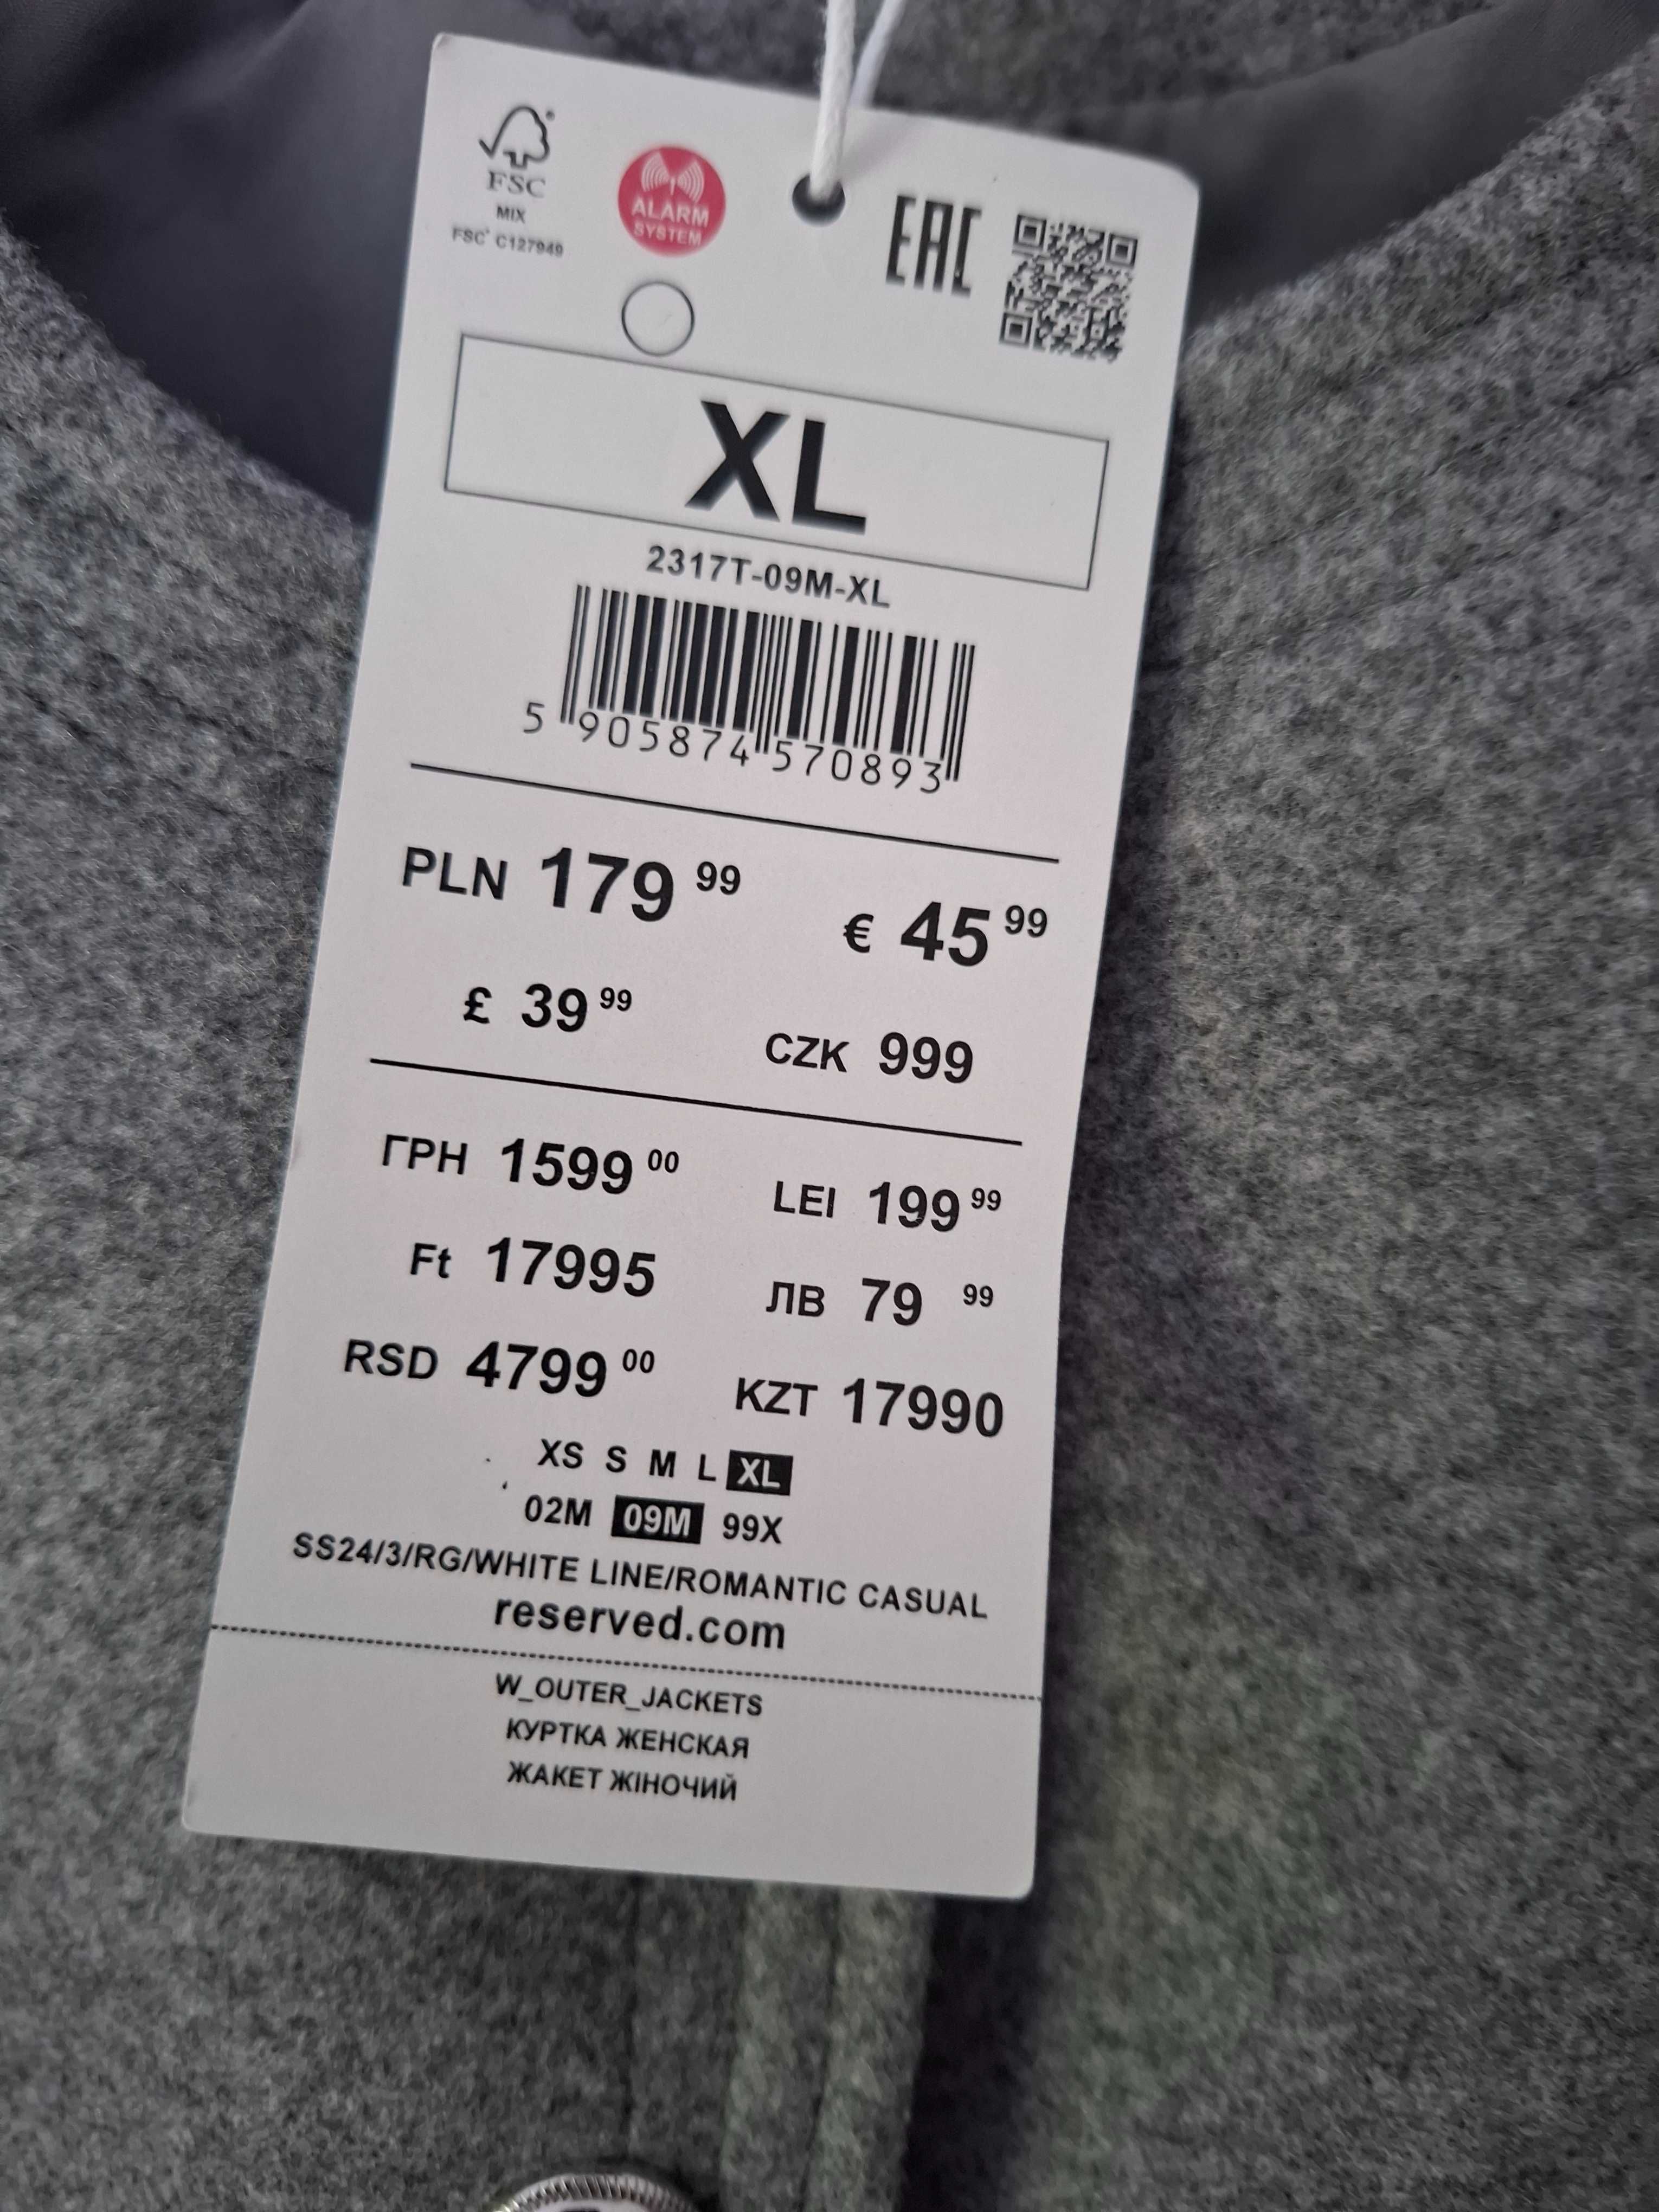 FSC
MIX
FSC® C127949
ALARM
SYSTEM
EAC
XL
2317T-09M-XL
5 905874 570893
PLN 179 99 € 45 99
£ 39 99 CZK 999
ГРН 1599 00 LEI 199 99
Ft 17995 ЛВ 79 99
RSD 4799 00 KZT 17990
XS S M L XL
02M 09M 99X
SS24/3/RG/WHITE LINE/ROMANTIC CASUAL
reserved.com
W_OUTER_JACKETS
КУРТКА ЖЕНСКАЯ
ЖАКЕТ ЖІНОЧИЙ